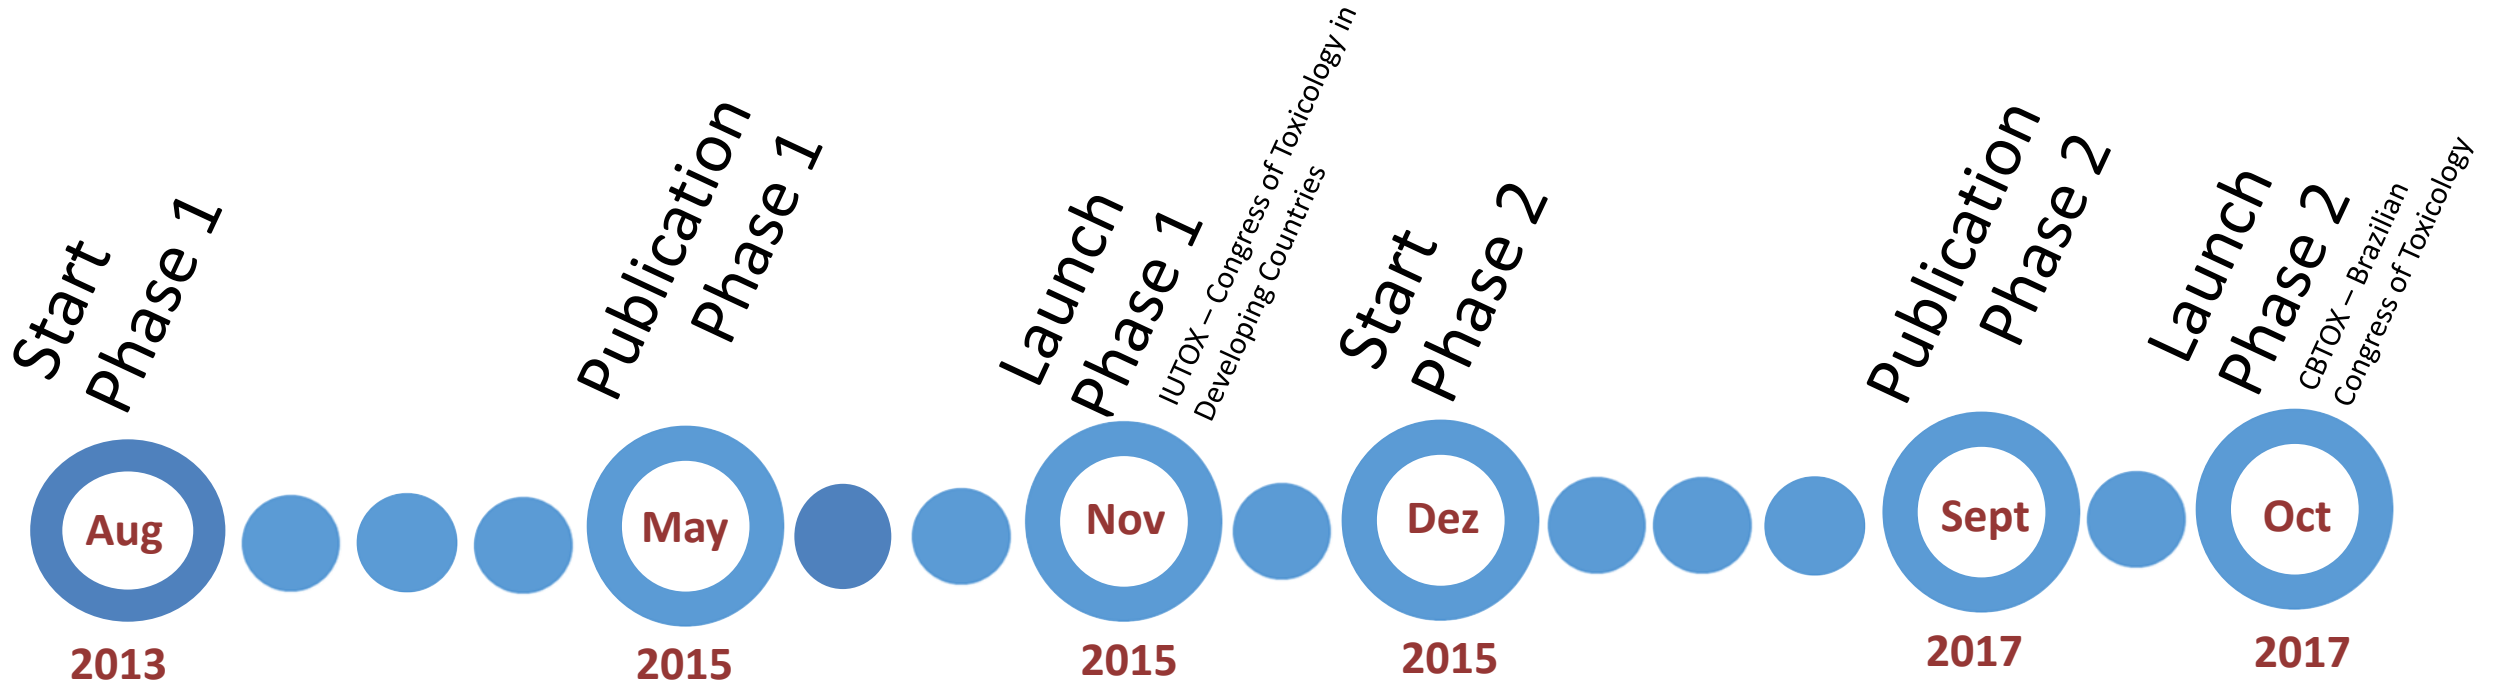 Start
Phase 1
Aug
2013
Publication
Phase 1
May
2015
Launch
Phase 1
IUTOX – Congress of Toxicology in
Developing Countries
Nov
2015
Start
Phase 2
Dez
2015
Publication
Phase 2
Sept
2017
Launch
Phase 2
CBTOX – Brazilian
Congress of Toxicology
Oct
2017